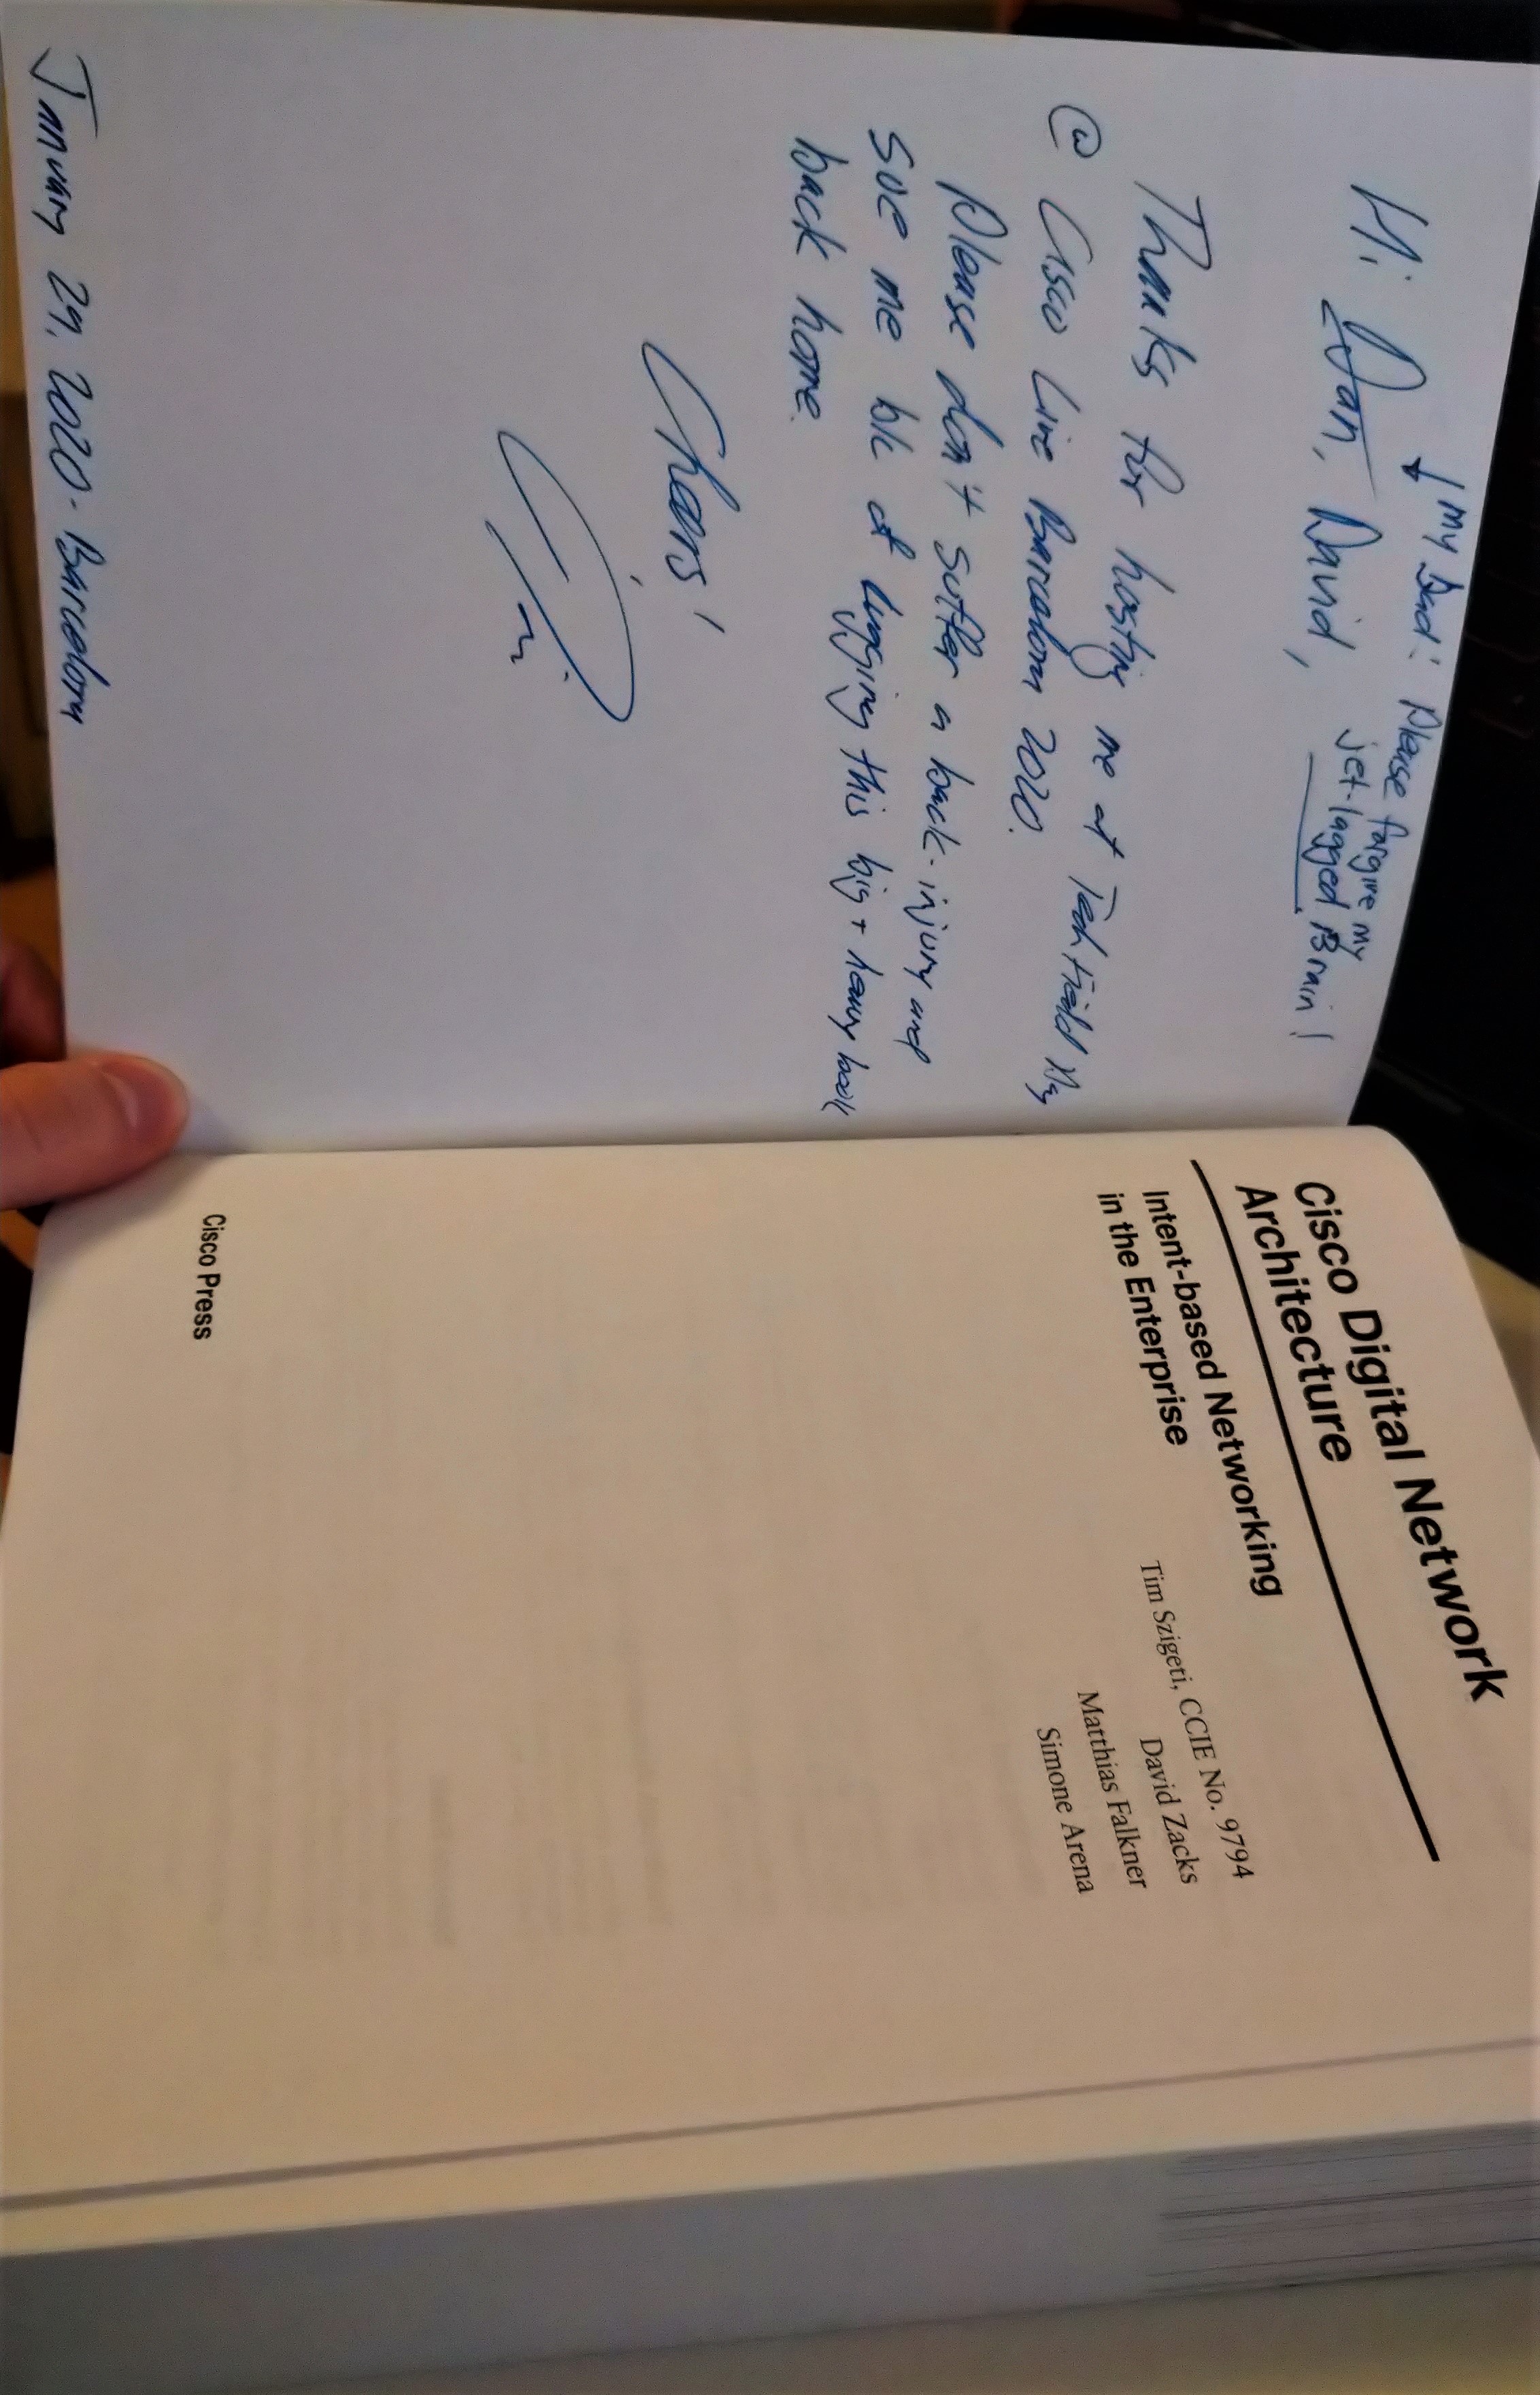 ↓ my bad! Please forgive my
jet-lagged Brain!
Hi Dan, David,
Thanks for hosting me at Tech Field Day
@ Cisco Live Barcelona 2020.
Please don't suffer a back-injury and
sue me b/c of lugging this big + heavy book
back home.
Cheers!
Tim
January 29, 2020 - Barcelona
Cisco Digital Network
Architecture
Intent-based Networking
in the Enterprise
Tim Szigeti, CCIE No. 9794
David Zacks
Matthias Falkner
Simone Arena
Cisco Press